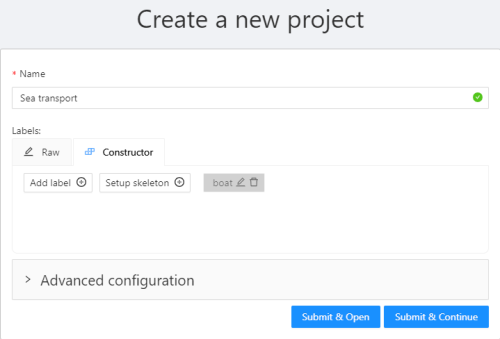 Create a new project
* Name
Sea transport
Labels:
Raw Constructor
Add label Setup skeleton boat
Advanced configuration
Submit & Open Submit & Continue